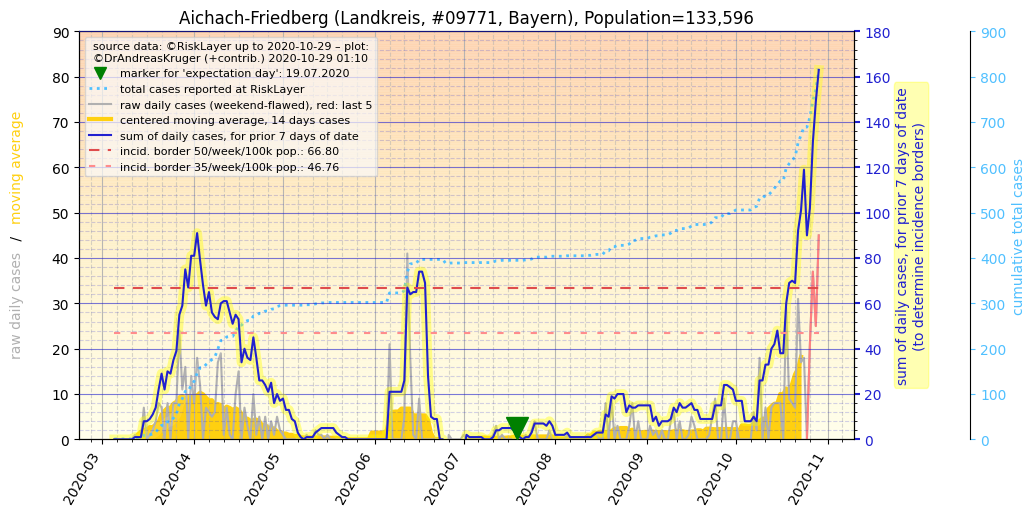 Aichach-Friedberg (Landkreis, #09771, Bayern), Population=133,596
source data: ©RiskLayer up to 2020-10-29 – plot:
©DrAndreasKruger (+contrib.) 2020-10-29 01:10
marker for 'expectation day': 19.07.2020
total cases reported at RiskLayer
raw daily cases (weekend-flawed), red: last 5
centered moving average, 14 days cases
sum of daily cases, for prior 7 days of date
incid. border 50/week/100k pop.: 66.80
incid. border 35/week/100k pop.: 46.76
raw daily cases / moving average
90
80
70
60
50
40
30
20
10
0
180
160
140
120
100
80
60
40
20
0
sum of daily cases, for prior 7 days of date
(to determine incidence borders)
900
800
700
600
500
400
300
200
100
0
cumulative total cases
2020-03
2020-04
2020-05
2020-06
2020-07
2020-08
2020-09
2020-10
2020-11